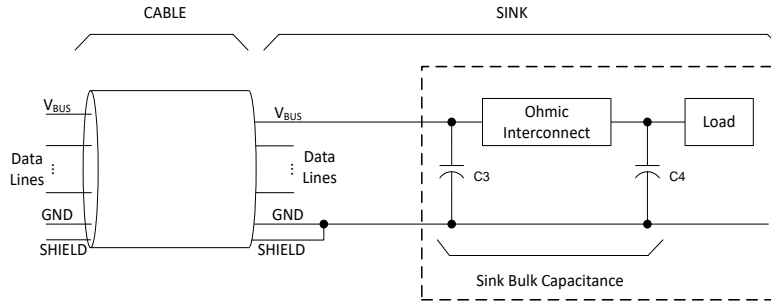 CABLE
SINK
VBUS
VBUS
Ohmic
Interconnect
Load
Data
Lines
...
Data
Lines
...
C3
C4
GND
GND
SHIELD
SHIELD
Sink Bulk Capacitance